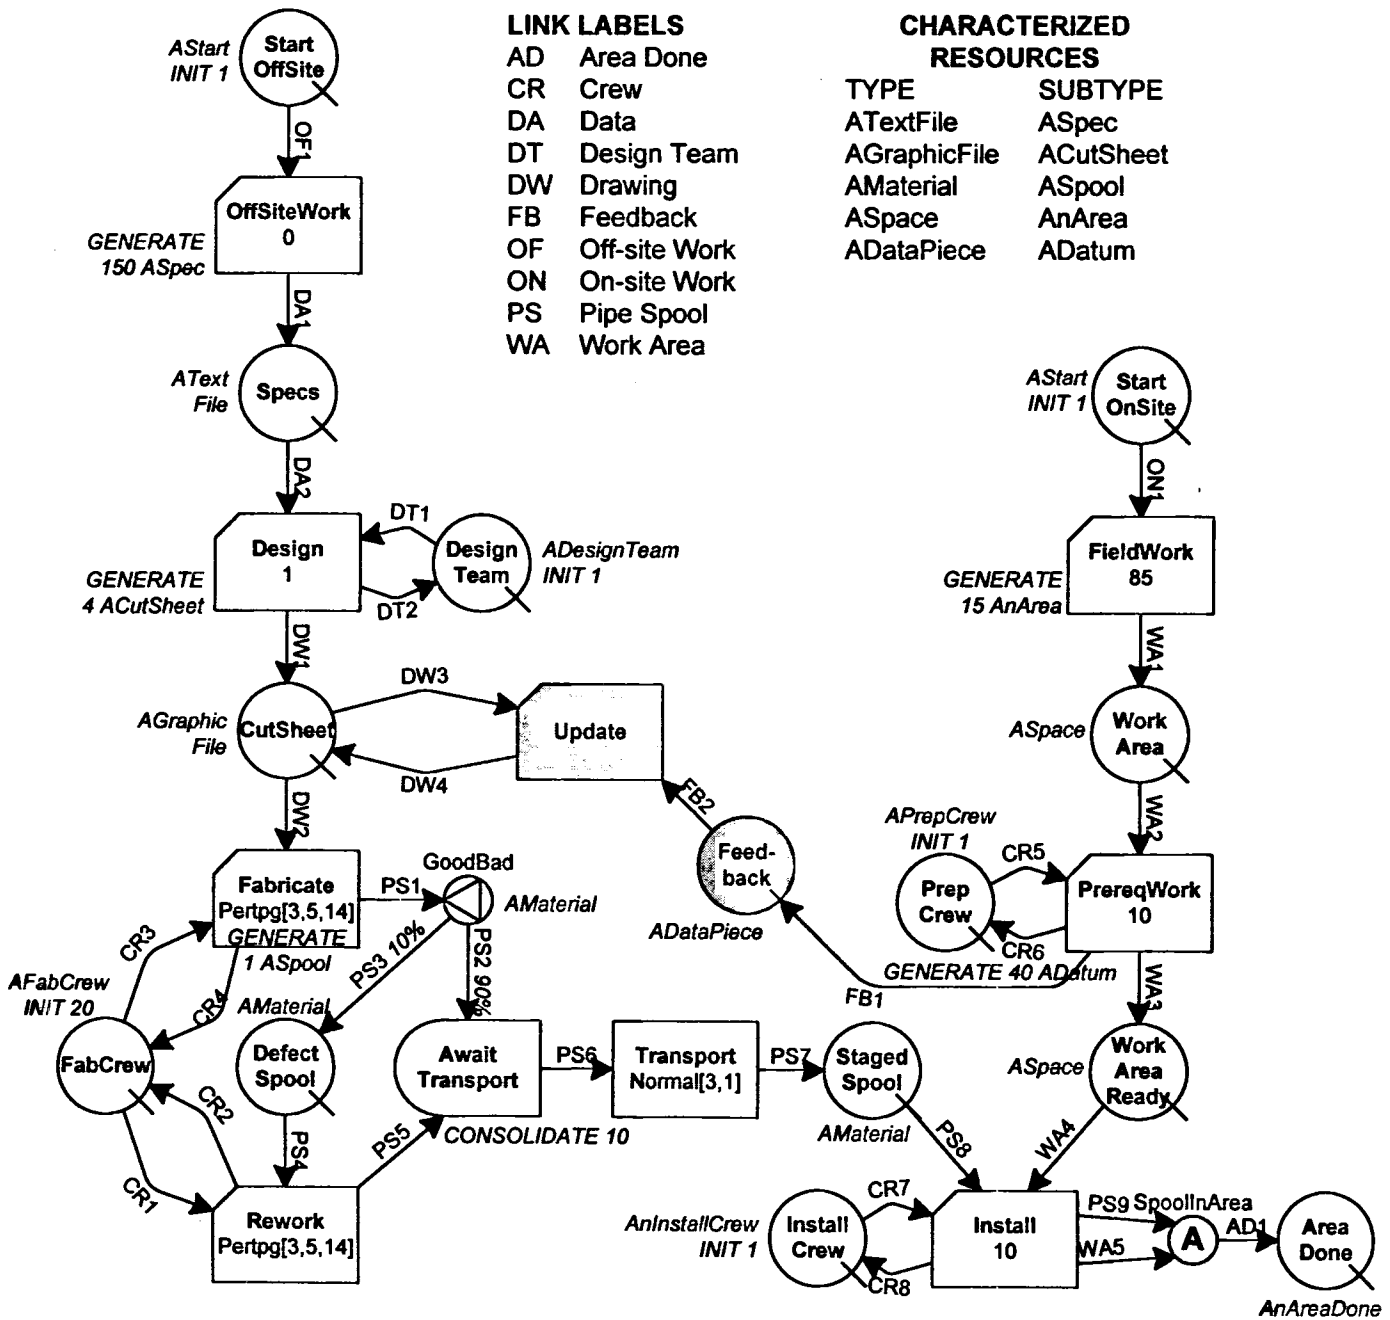 LINK LABELS
AD Area Done
CR Crew
DA Data
DT Design Team
DW Drawing
FB Feedback
OF Off-site Work
ON On-site Work
PS Pipe Spool
WA Work Area
CHARACTERIZED
RESOURCES
TYPE SUBTYPE
ATextFile ASpec
AGraphicFile ACutSheet
AMaterial ASpool
ASpace AnArea
ADataPiece ADatum
AStart
INIT 1
Start
OffSite
OF1
OffSiteWork
0
GENERATE
150 ASpec
DA1
AText
File
Specs
DA2
Design
1
GENERATE
4 ACutSheet
DT1
DT2
Design
Team
ADesignTeam
INIT 1
DW1
AGraphic
File
CutSheet
DW3
DW4
Update
DW2
FB2
Feed-
back
ADataPiece
FB1
Fabricate
Pertpg[3,5,14]
GENERATE
1 ASpool
PS1
GoodBad
AMaterial
PS3 10%
PS2 90%
CR3
CR4
AFabCrew
INIT 20
FabCrew
CR2
CR1
AMaterial
Defect
Spool
PS4
Rework
Pertpg[3,5,14]
PS5
Await
Transport
CONSOLIDATE 10
PS6
Transport
Normal[3,1]
PS7
Staged
Spool
AMaterial
PS8
AStart
INIT 1
Start
OnSite
ON1
FieldWork
85
GENERATE
15 AnArea
WA1
ASpace
Work
Area
WA2
APrepCrew
INIT 1
Prep
Crew
CR5
CR6
PrereqWork
10
GENERATE 40 ADatum
WA3
ASpace
Work
Area
Ready
WA4
AnInstallCrew
INIT 1
Install
Crew
CR7
CR8
Install
10
PS9 SpoolInArea
WA5
A
AD1
Area
Done
AnAreaDone